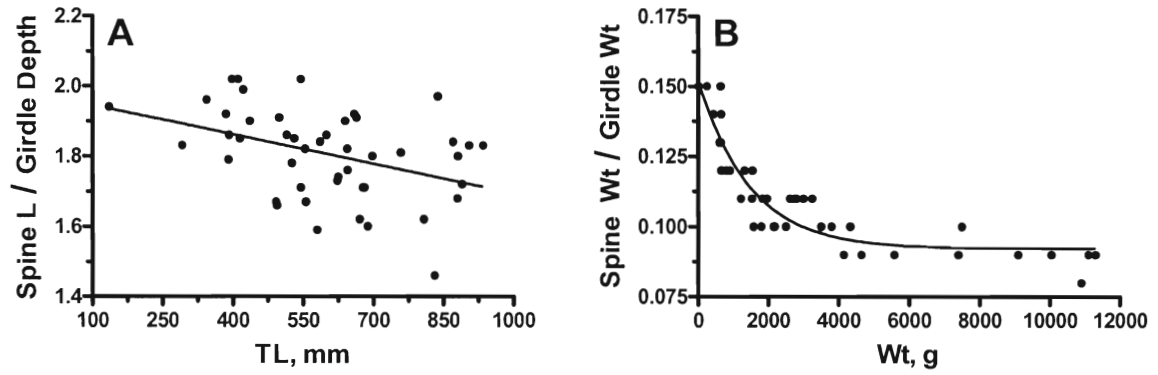 A
Spine L / Girdle Depth
2.2
2.0
1.8
1.6
1.4
100 250 400 550 700 850 1000
TL, mm
B
Spine Wt / Girdle Wt
0.175
0.150
0.125
0.100
0.075
0 2000 4000 6000 8000 10000 12000
Wt, g